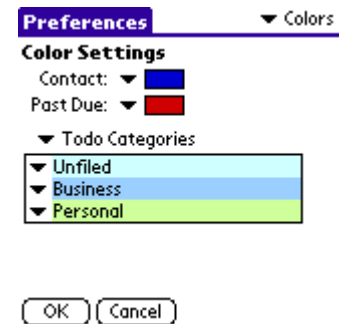 Preferences Colors
Color Settings
Contact:
Past Due:
Todo Categories
Unfiled
Business
Personal
OK Cancel